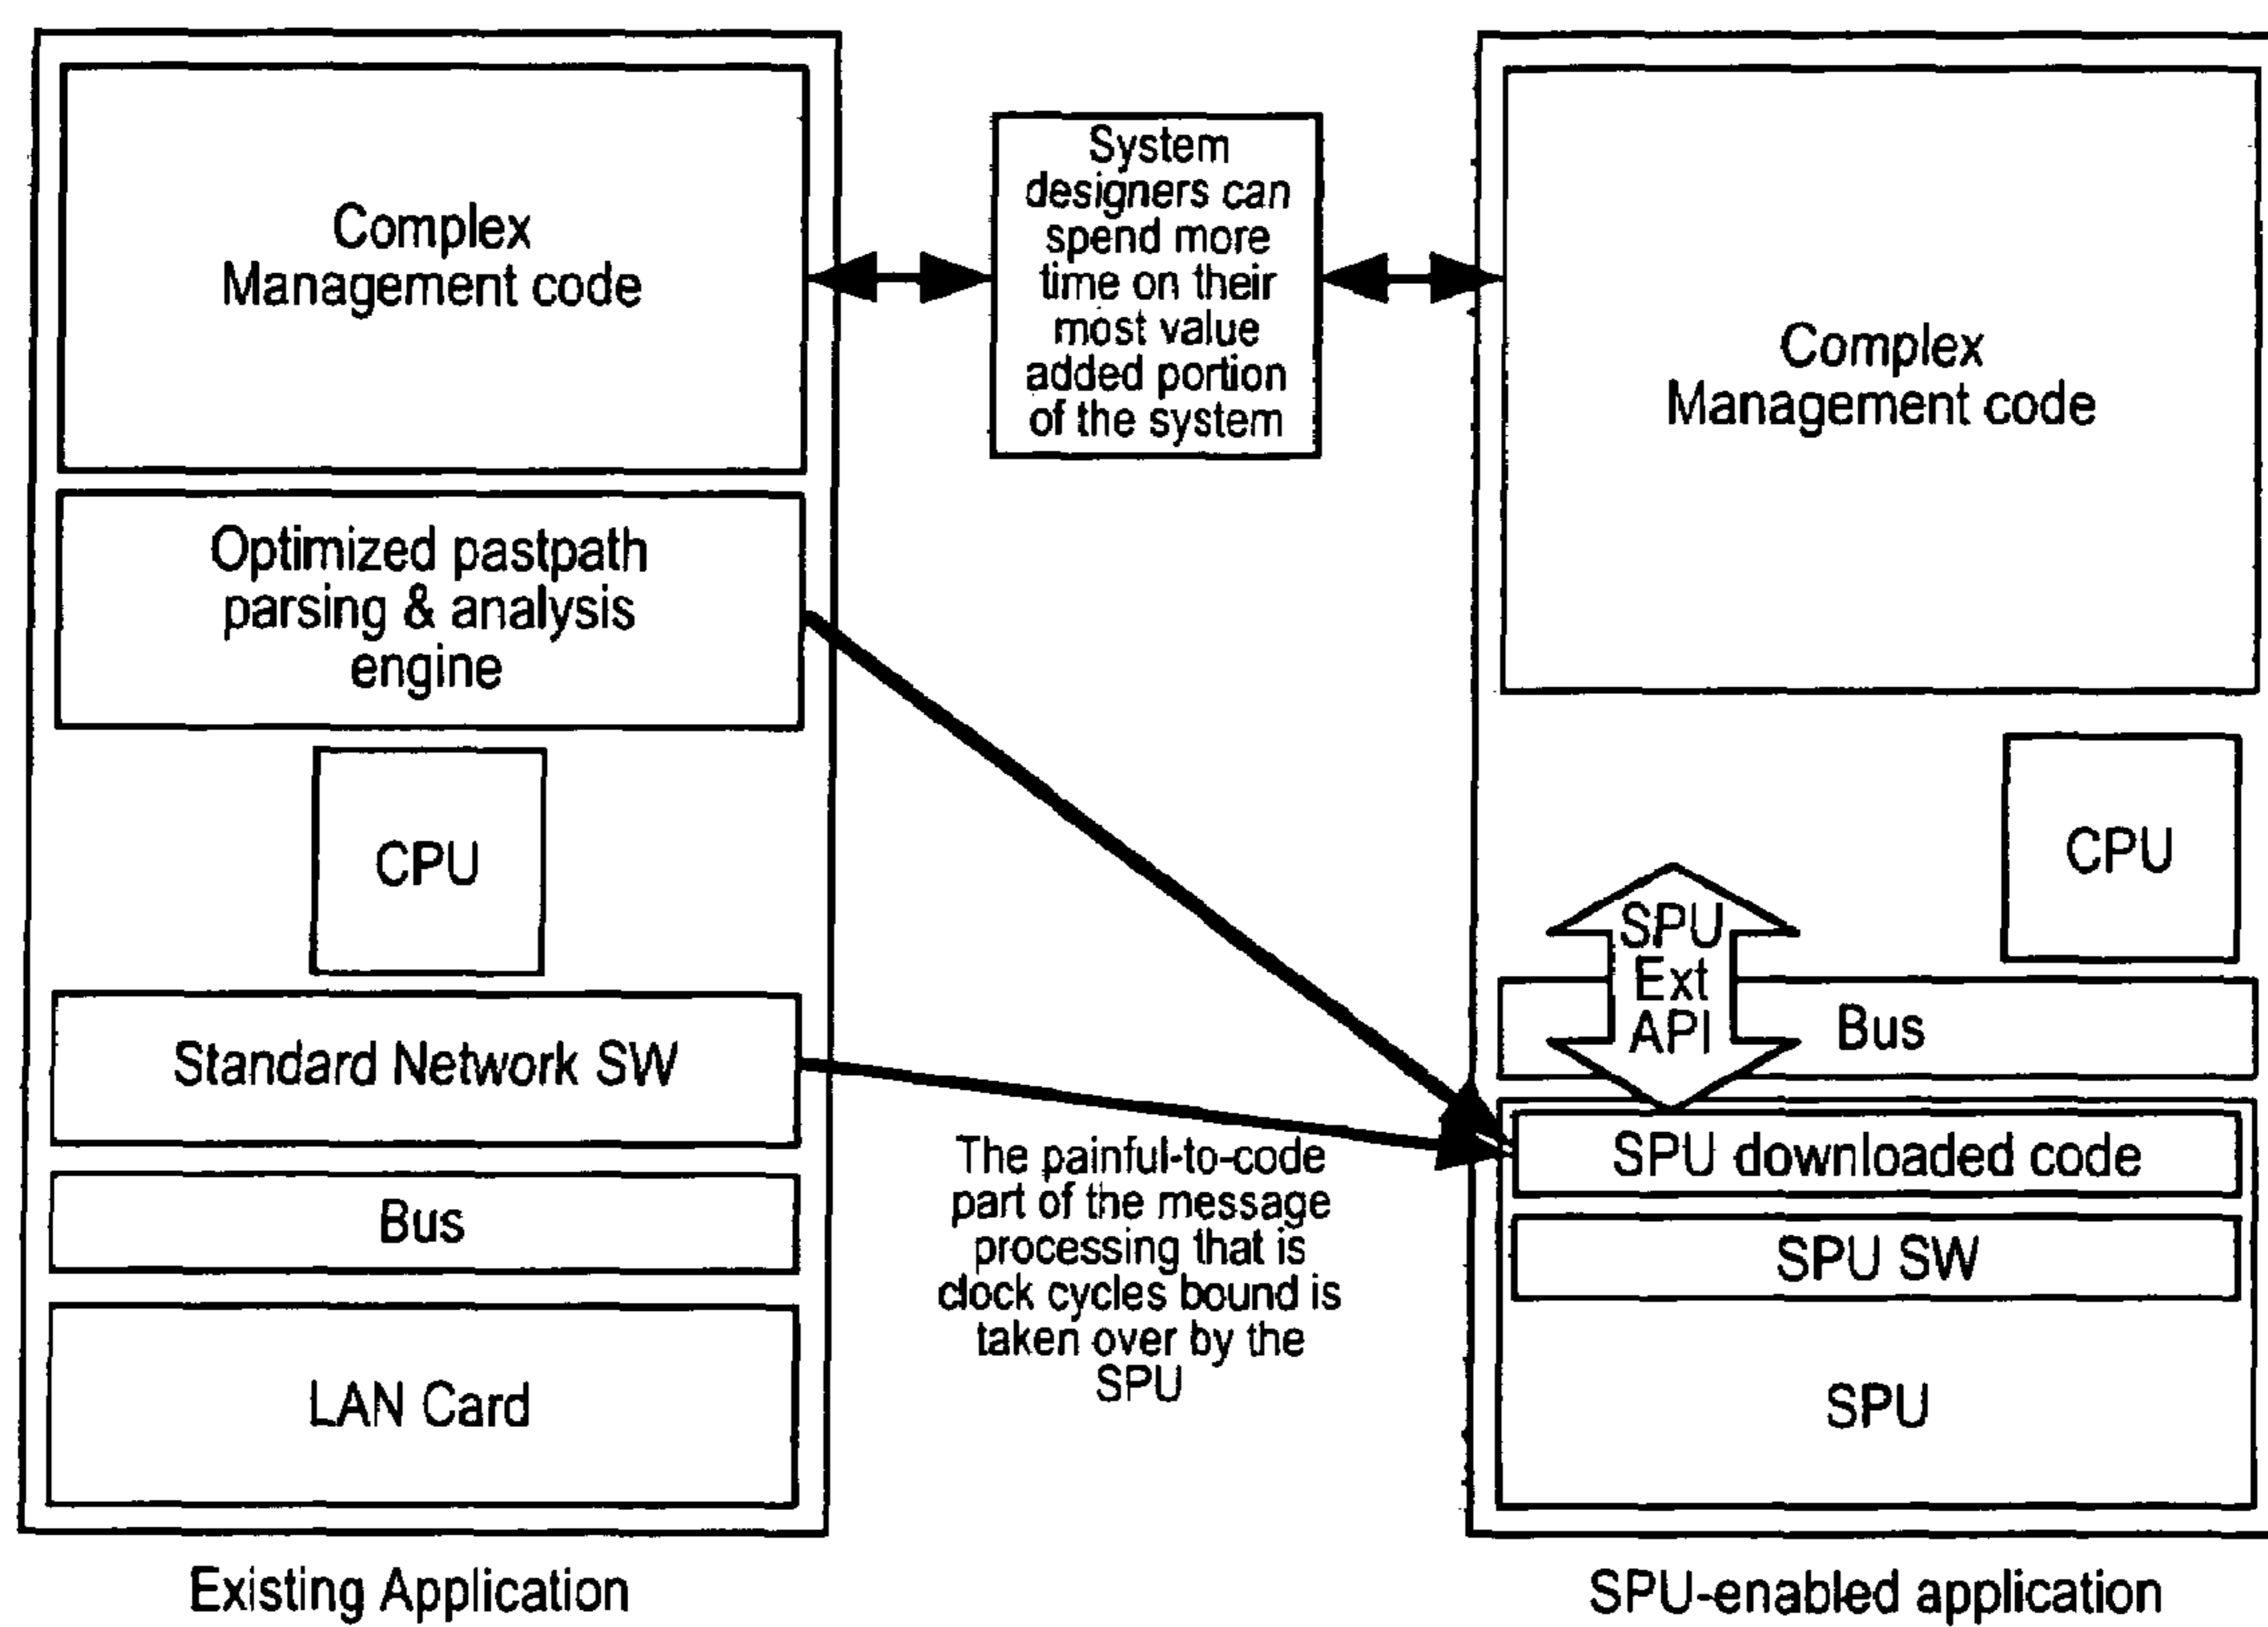 Complex
Management code
Optimized pastpath
parsing & analysis
engine
CPU
Standard Network SW
Bus
LAN Card
Existing Application
System
designers can
spend more
time on their
most value
added portion
of the system
The painful-to-code
part of the message
processing that is
clock cycles bound is
taken over by the
SPU
Complex
Management code
CPU
SPU
Ext
API
Bus
SPU downloaded code
SPU SW
SPU
SPU-enabled application